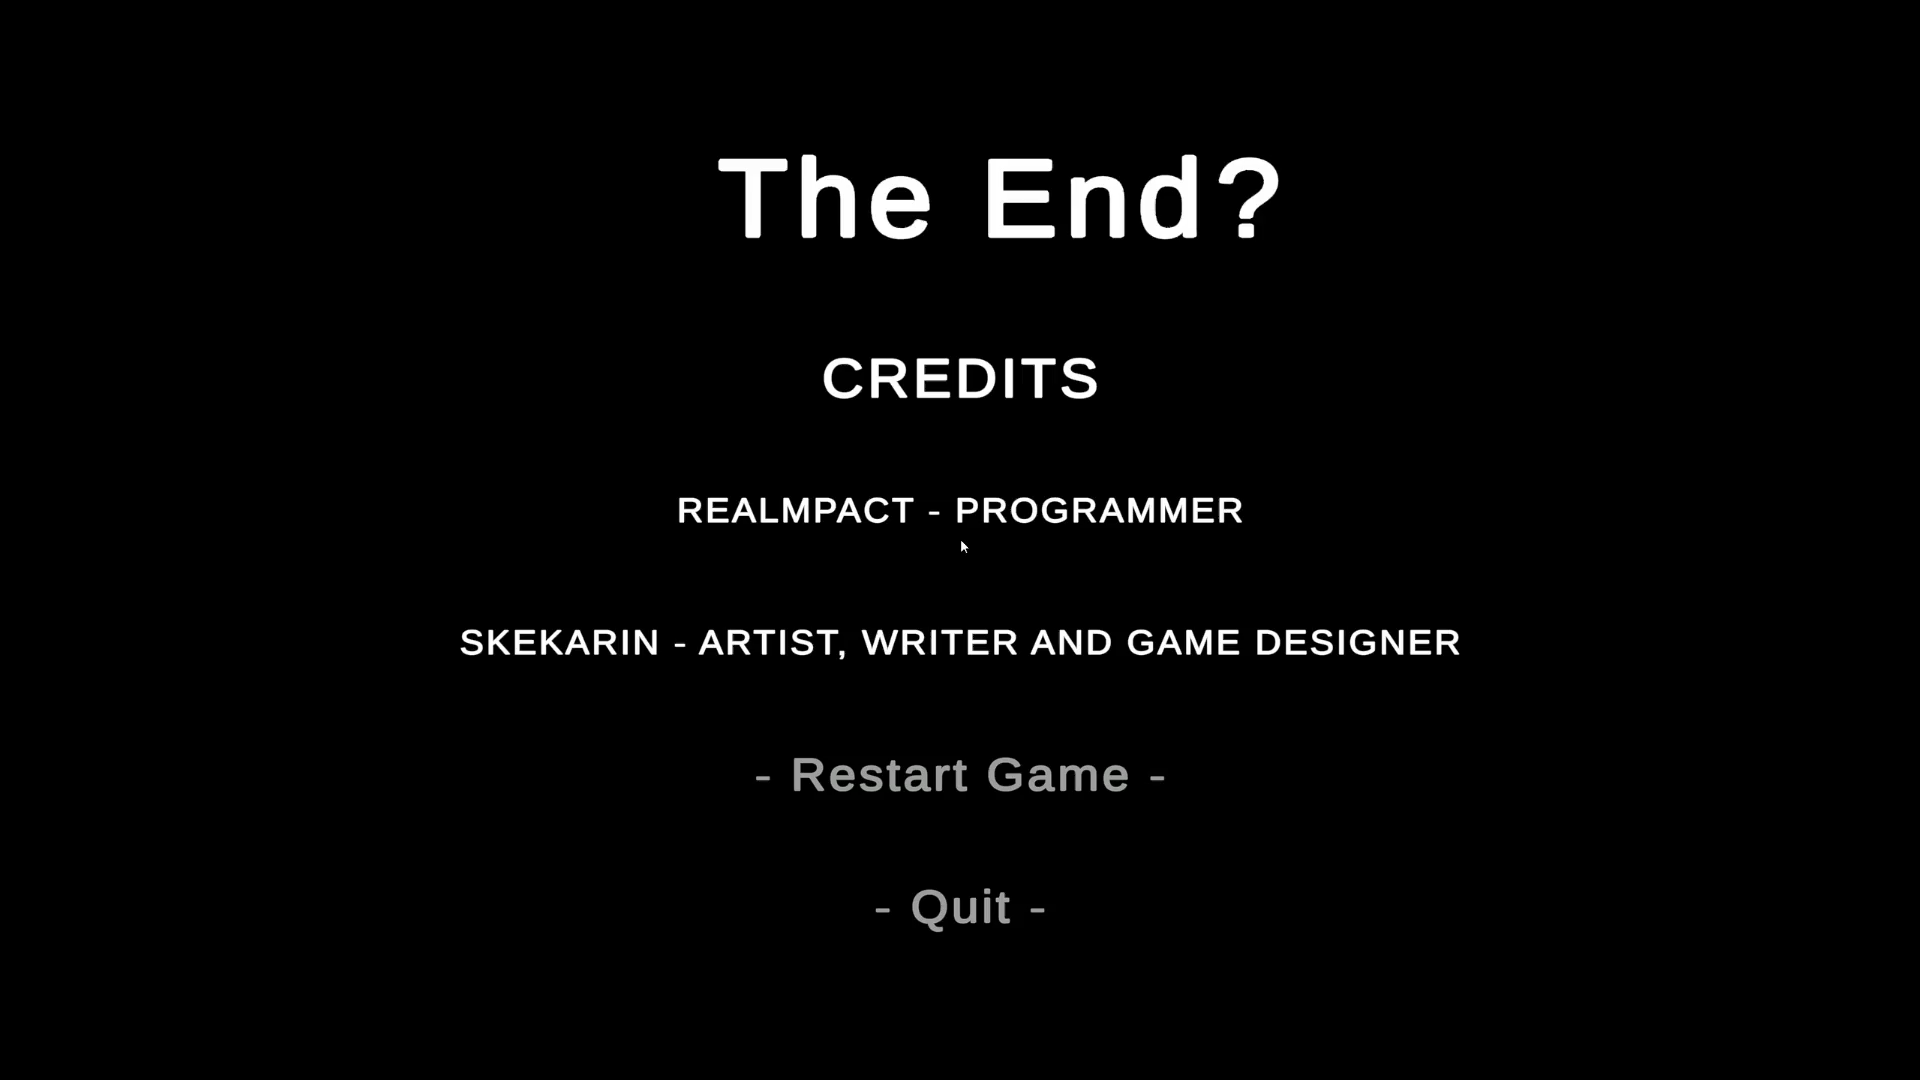 The End?
CREDITS
REALMPACT - PROGRAMMER
SKEKARIN - ARTIST, WRITER AND GAME DESIGNER
- Restart Game -
- Quit -